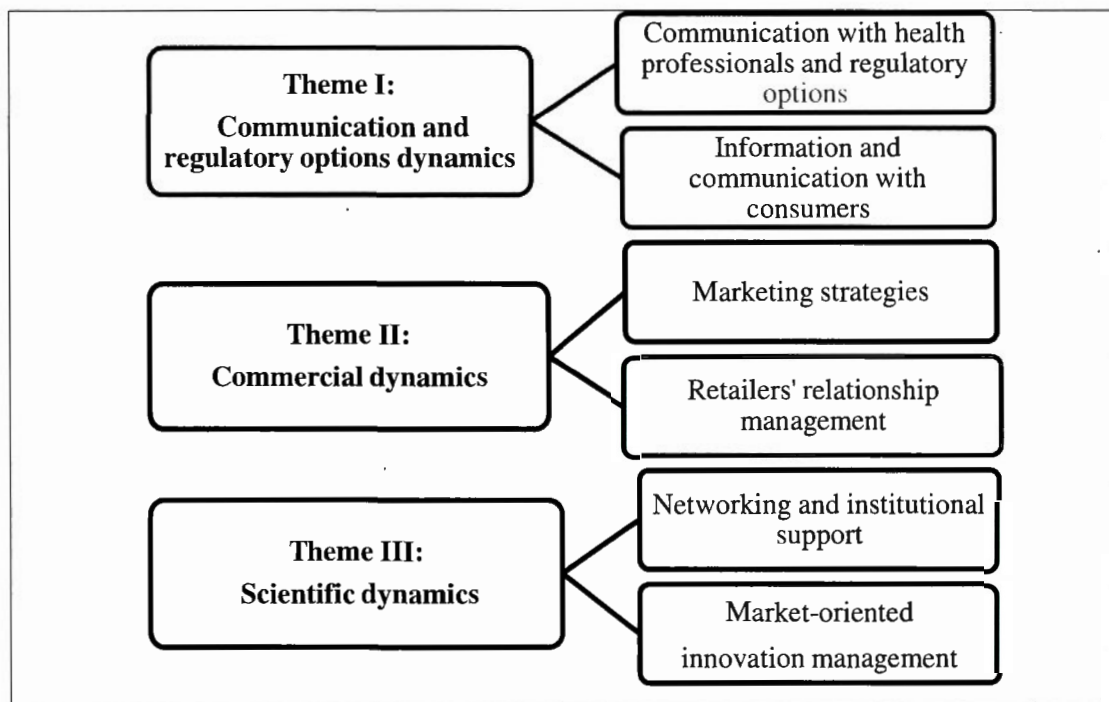 Theme I:
Communication and
regulatory options dynamics
Communication with health
professionals and regulatory
options
Information and
communication with
consumers
Theme II:
Commercial dynamics
Marketing strategies
Retailers' relationship
management
Theme III:
Scientific dynamics
Networking and institutional
support
Market-oriented
innovation management